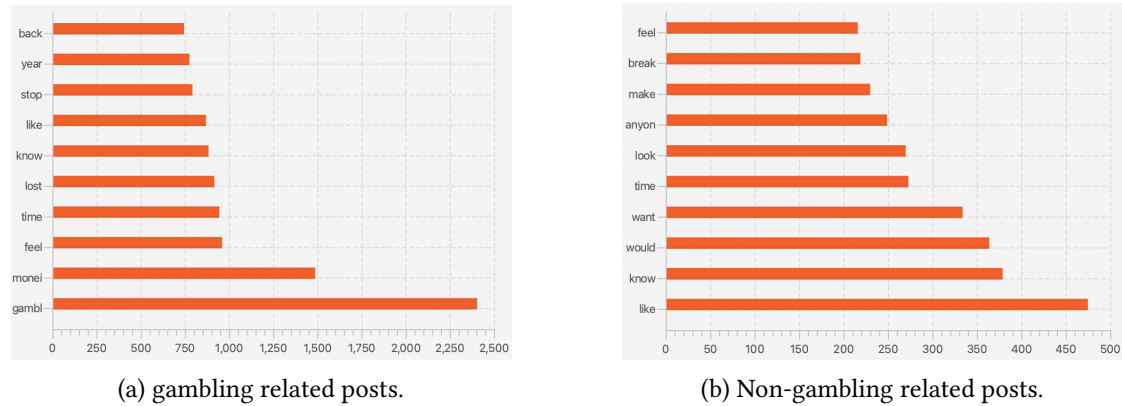 back
year
stop
like
know
lost
time
feel
monei
gambl
0 250 500 750 1,000 1,250 1,500 1,750 2,000 2,250 2,500
(a) gambling related posts.
feel
break
make
anyon
look
time
want
would
know
like
0 50 100 150 200 250 300 350 400 450 500
(b) Non-gambling related posts.